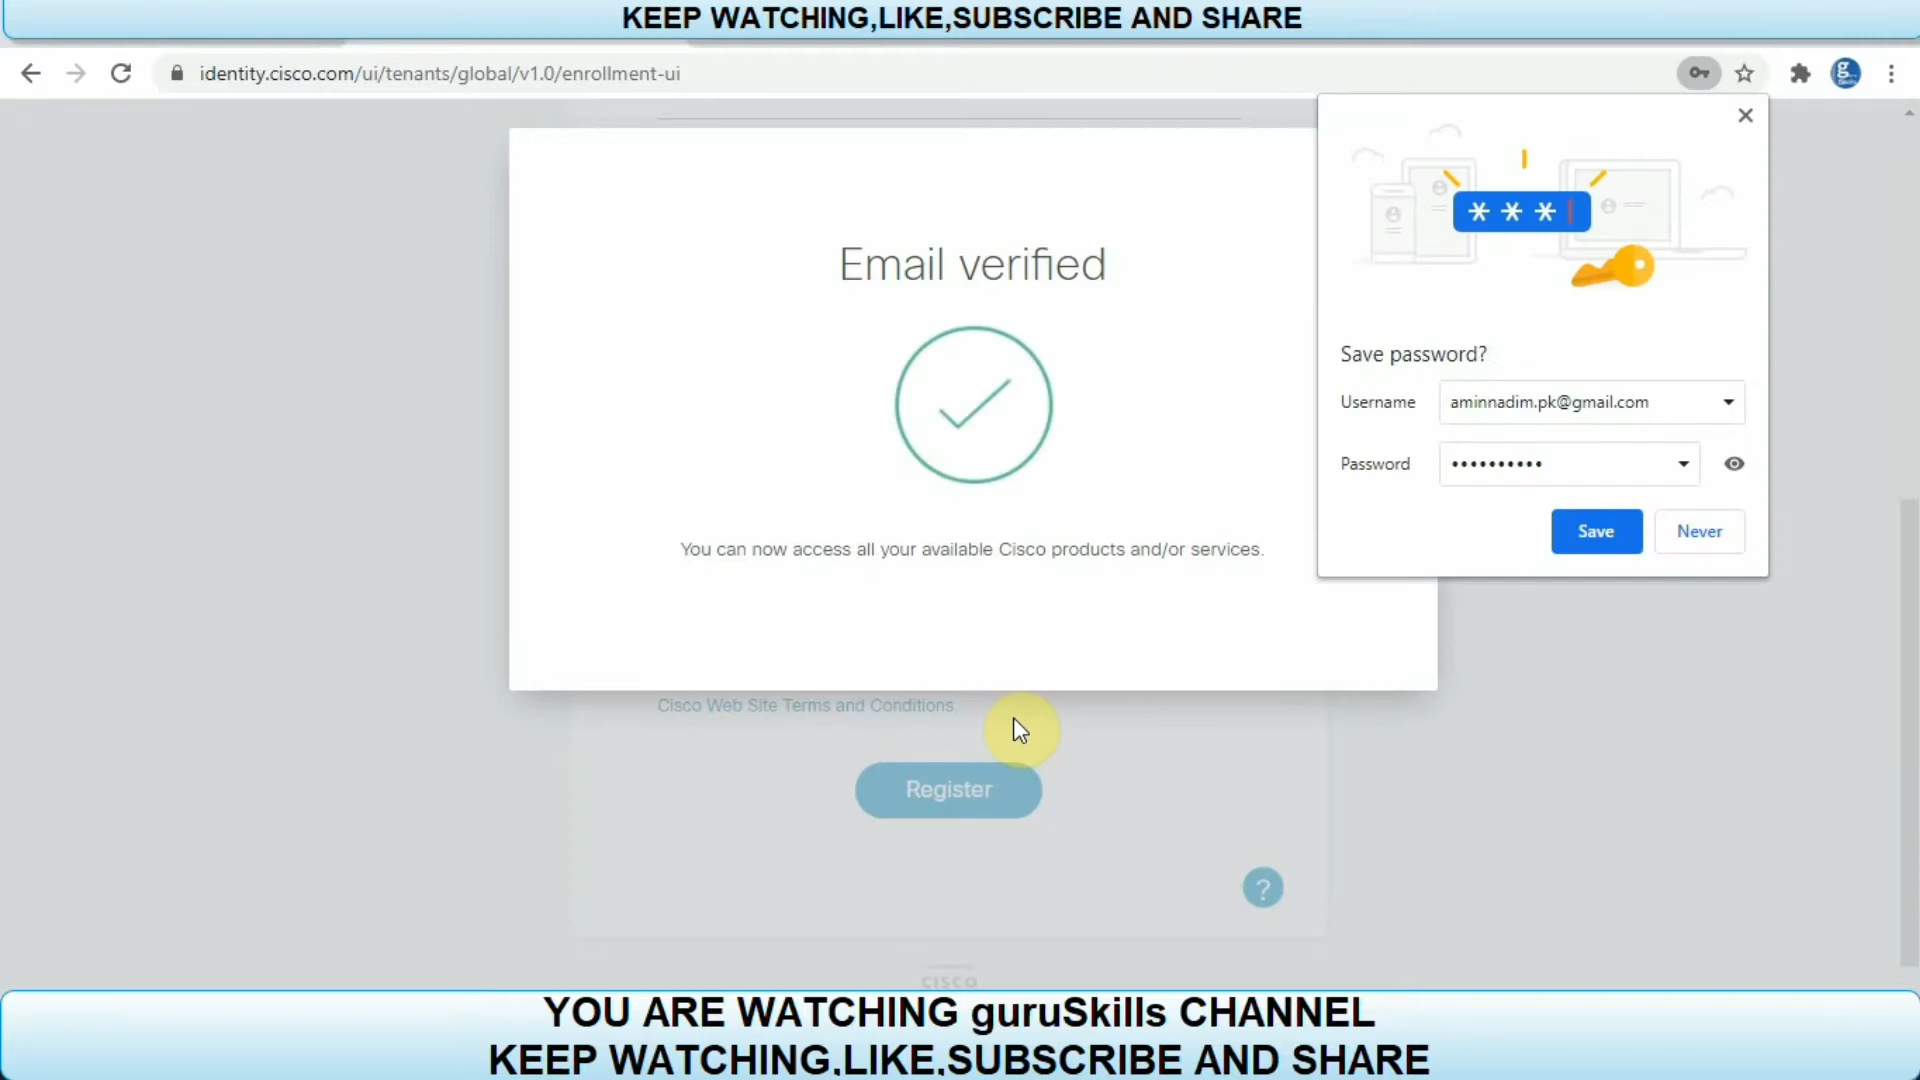 KEEP WATCHING,LIKE,SUBSCRIBE AND SHARE
identity.cisco.com/ui/tenants/global/v1.0/enrollment-ui
Email verified
You can now access all your available Cisco products and/or services.
* * *
Save password?
Username aminnadim.pk@gmail.com
Password ••••••••••
Save Never
Cisco Web Site Terms and Conditions
Register
?
CISCO
YOU ARE WATCHING guruSkills CHANNEL
KEEP WATCHING,LIKE,SUBSCRIBE AND SHARE